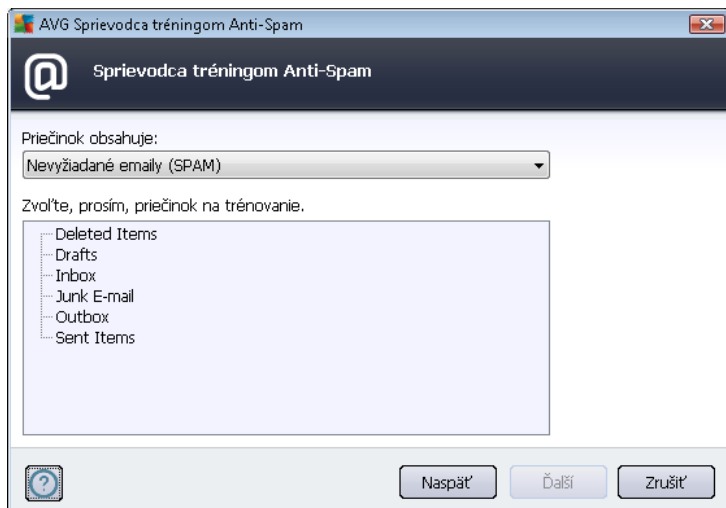 AVG Sprievodca tréningom Anti-Spam
Sprievodca tréningom Anti-Spam
Priečinok obsahuje:
Nevyžiadané emaily (SPAM)
Zvoľte, prosím, priečinok na trénovanie.
Deleted Items
Drafts
Inbox
Junk E-mail
Outbox
Sent Items
Naspäť Ďalší Zrušiť